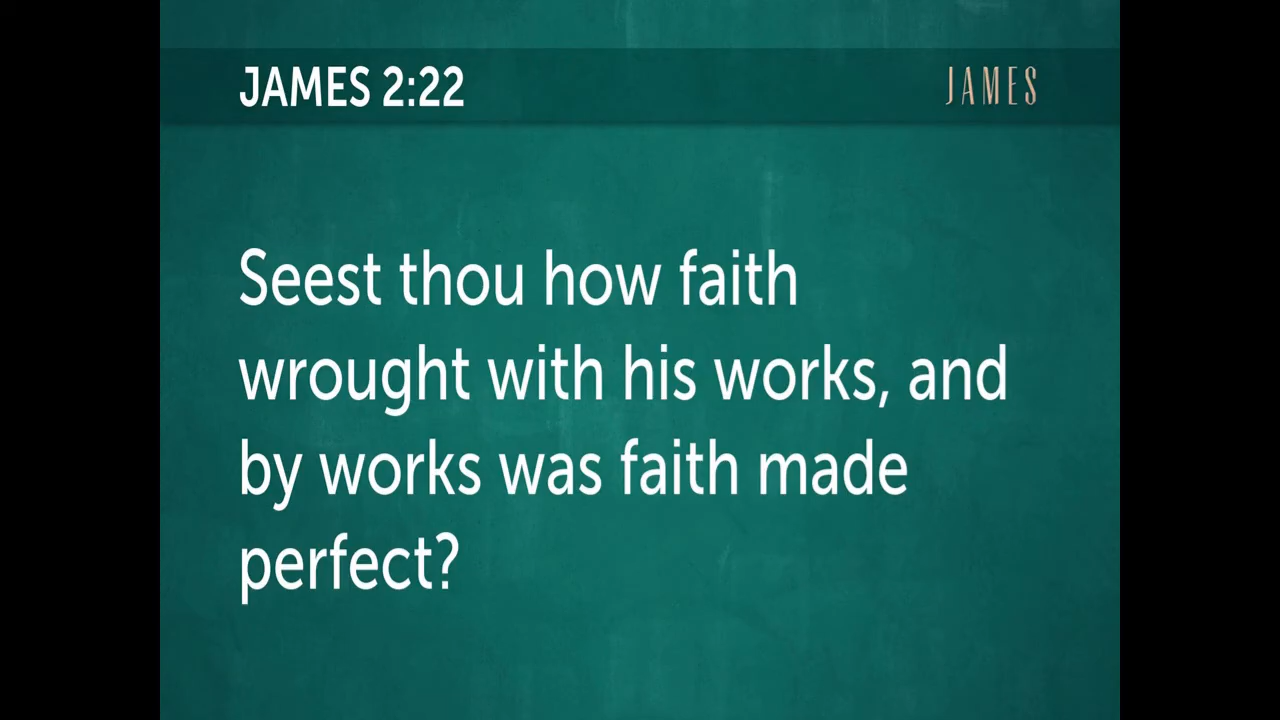 JAMES 2:22
JAMES
Seest thou how faith
wrought with his works, and
by works was faith made
perfect?